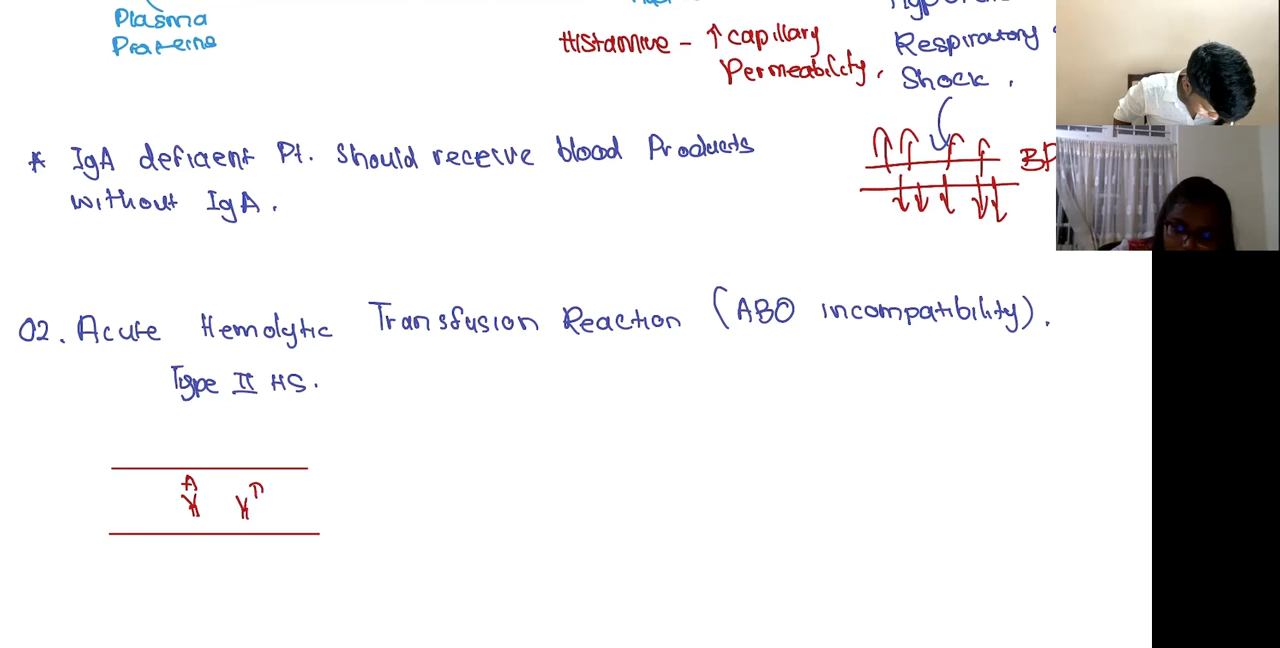 Plasma
Proteins
Histamine - ↑ capillary
Permeability,
Respiratory
Shock.
* IgA deficient Pt. should receive blood Products
without IgA.
02. Acute Hemolytic Transfusion Reaction (ABO incompatibility).
Type II HS.
A